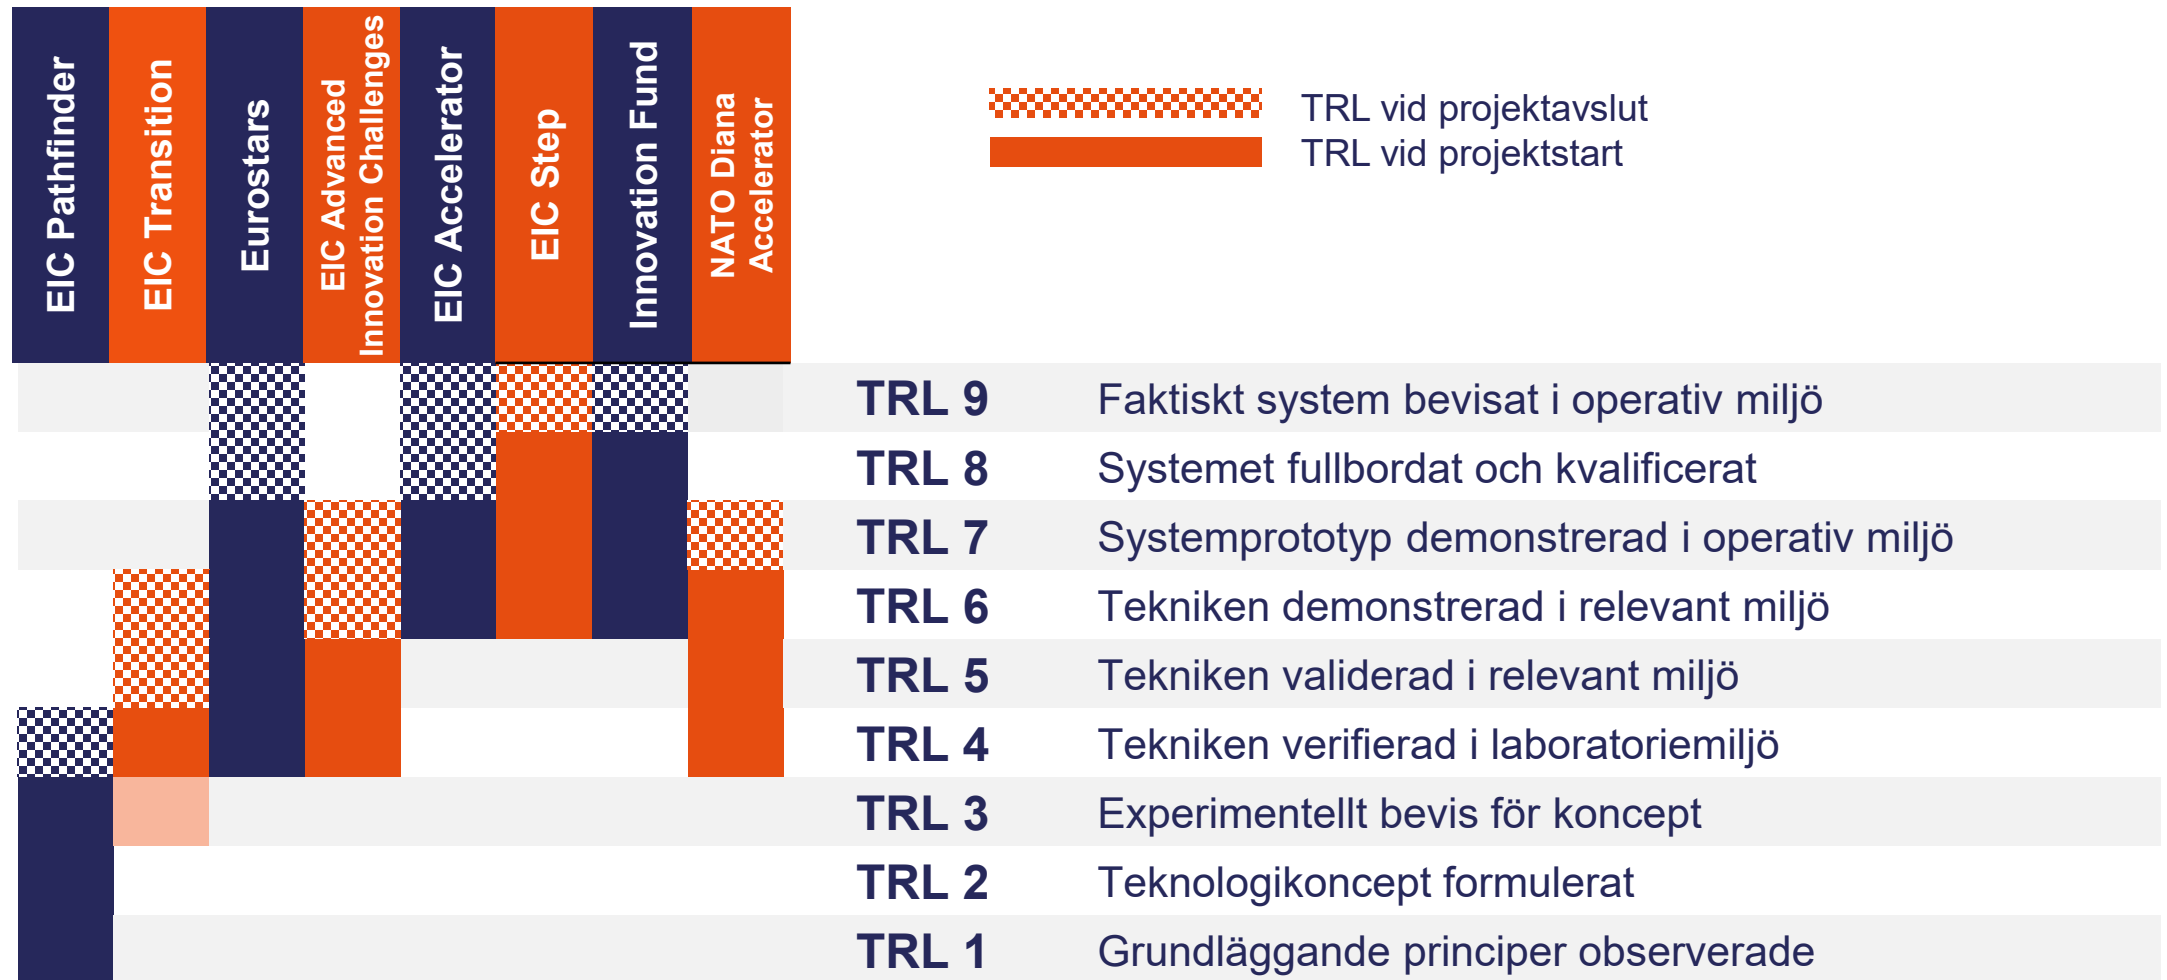 EIC Pathfinder
EIC Transition
Eurostars
EIC Advanced
Innovation Challenges
EIC Accelerator
EIC Step
Innovation Fund
NATO Diana
Accelerator
TRL vid projektavslut
TRL vid projektstart
TRL 9 Faktiskt system bevisat i operativ miljö
TRL 8 Systemet fullbordat och kvalificerat
TRL 7 Systemprototyp demonstrerad i operativ miljö
TRL 6 Tekniken demonstrerad i relevant miljö
TRL 5 Tekniken validerad i relevant miljö
TRL 4 Tekniken verifierad i laboratoriemiljö
TRL 3 Experimentellt bevis för koncept
TRL 2 Teknologikoncept formulerat
TRL 1 Grundläggande principer observerade